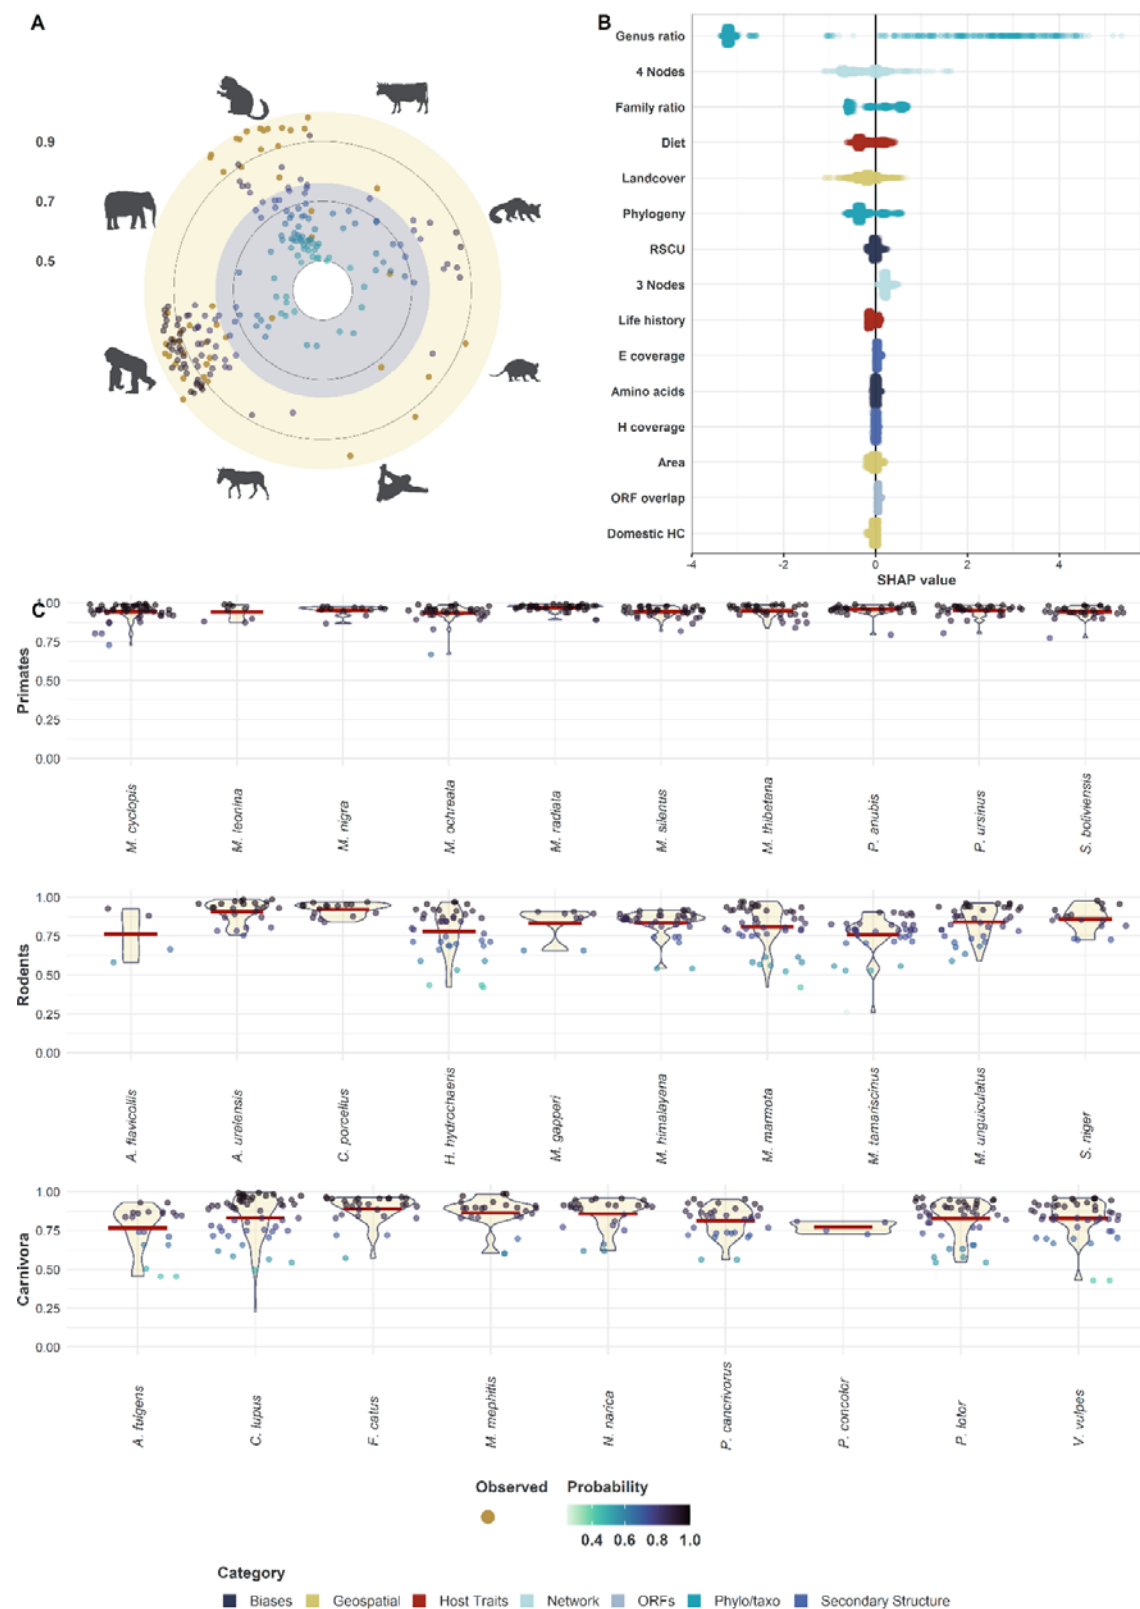 A
0.9
0.7
0.5
B
Genus ratio
4 Nodes
Family ratio
Diet
Landcover
Phylogeny
RSCU
3 Nodes
Life history
E coverage
Amino acids
H coverage
Area
ORF overlap
Domestic HC
-4 -2 0 2 4
SHAP value
C
Primates
1.00
0.75
0.50
0.25
0.00
M. cyclopis
M. leonina
M. nigra
M. ochreata
M. radiata
M. silenus
M. thibetana
P. anubis
P. ursinus
S. boliviensis
Rodents
1.00
0.75
0.50
0.25
0.00
A. flavicollis
A. uralensis
C. porcellus
H. hydrochaeris
M. gapperi
M. himalayana
M. marmota
M. tamariscinus
M. unguiculatus
S. niger
Carnivora
1.00
0.75
0.50
0.25
0.00
A. fulgens
C. lupus
F. catus
M. mephitis
N. narica
P. cancrivorus
P. concolor
P. lotor
V. vulpes
Observed Probability
0.4 0.6 0.8 1.0
Category
Biases Geospatial Host Traits Network ORFs Phylo/taxo Secondary Structure